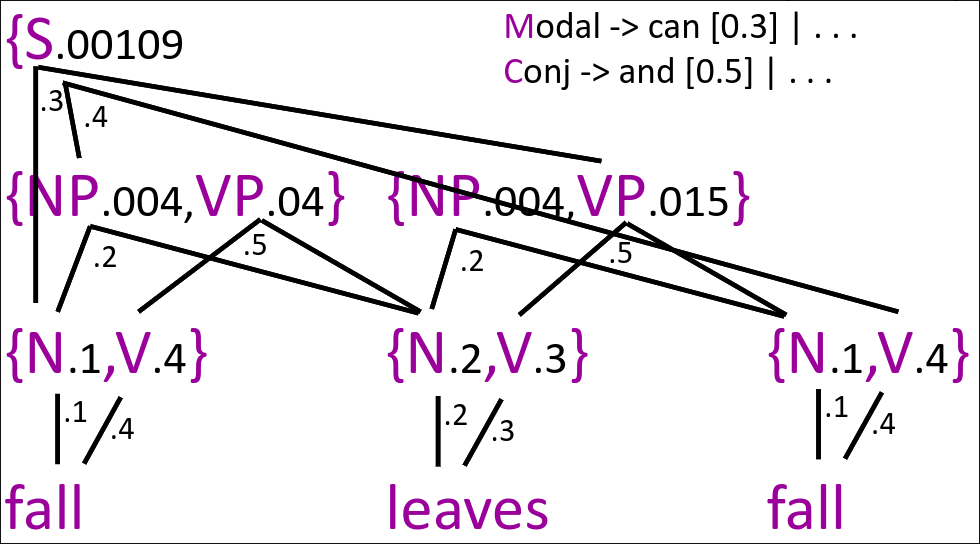 {S.00109
Modal -> can [0.3] | . . .
Conj -> and [0.5] | . . .
.3 .4
{NP.004,VP.04} {NP.004,VP.015}
.2 .5 .2 .5
{N.1,V.4} {N.2,V.3} {N.1,V.4}
.1 .4 .2 .3 .1 .4
fall leaves fall